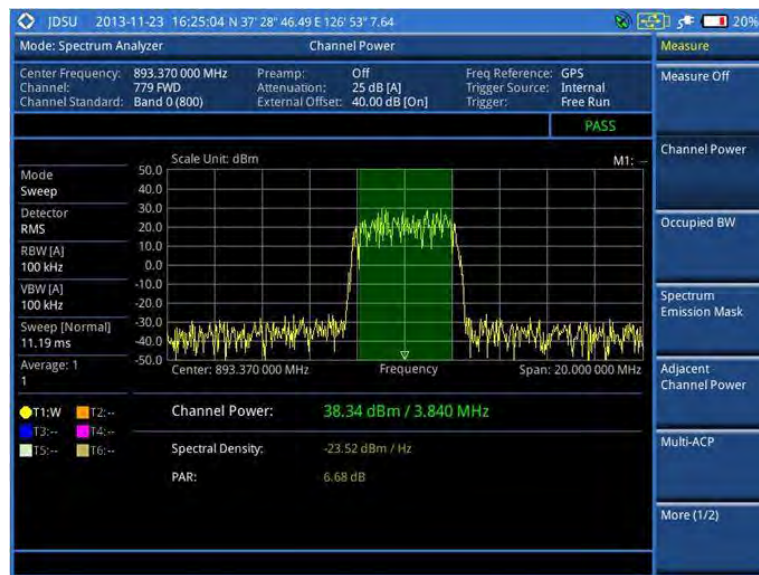 JDSU 2013-11-23 16:25:04 N 37' 28" 46.49 E 126' 53" 7.64 20%
Mode: Spectrum Analyzer Channel Power Measure
Center Frequency: 893.370 000 MHz Preamp: Off Freq Reference: GPS
Channel: 779 FWD Attenuation: 25 dB [A] Trigger Source: Internal
Channel Standard: Band 0 (800) External Offset: 40.00 dB [On] Trigger: Free Run
PASS
Measure Off
Channel Power
Occupied BW
Spectrum
Emission Mask
Adjacent
Channel Power
Multi-ACP
More (1/2)
Scale Unit: dBm M1: --
Mode
Sweep
Detector
RMS
RBW [A]
100 kHz
VBW [A]
100 kHz
Sweep [Normal]
11.19 ms
Average: 1
1
50.0
40.0
30.0
20.0
10.0
0.0
-10.0
-20.0
-30.0
-40.0
-50.0
Center: 893.370 000 MHz Frequency Span: 20.000 000 MHz
T1:W T2:--
T3:-- T4:--
T5:-- T6:--
Channel Power: 38.34 dBm / 3.840 MHz
Spectral Density: -23.52 dBm / Hz
PAR: 6.68 dB